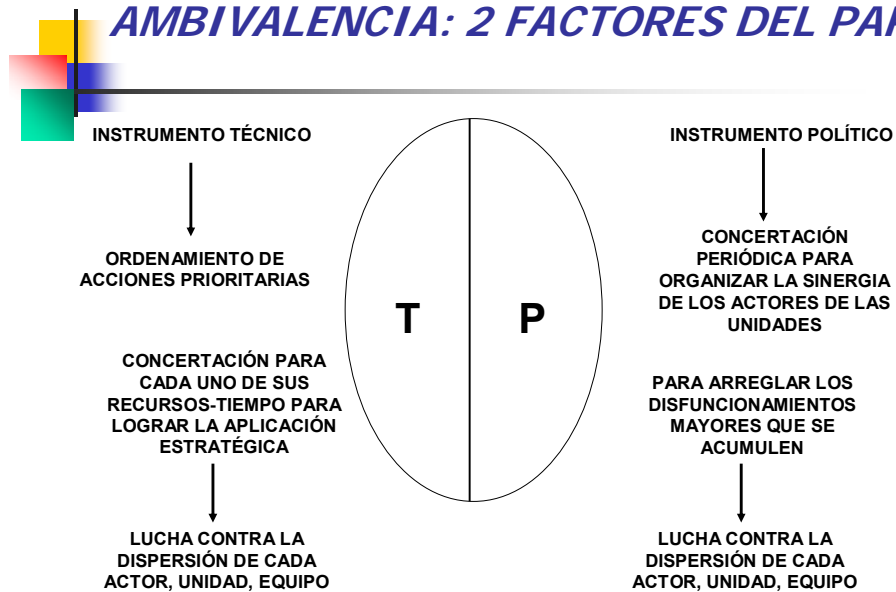 AMBIVALENCIA: 2 FACTORES DEL
INSTRUMENTO TÉCNICO
ORDENAMIENTO DE
ACCIONES PRIORITARIAS
CONCERTACIÓN PARA
CADA UNO DE SUS
RECURSOS-TIEMPO PARA
LOGRAR LA APLICACIÓN
ESTRATÉGICA
LUCHA CONTRA LA
DISPERSIÓN DE CADA
ACTOR, UNIDAD, EQUIPO
T
P
INSTRUMENTO POLÍTICO
CONCERTACIÓN
PERIÓDICA PARA
ORGANIZAR LA SINERGIA
DE LOS ACTORES DE LAS
UNIDADES
PARA ARREGLAR LOS
DISFUNCIONAMIENTOS
MAYORES QUE SE
ACUMULEN
LUCHA CONTRA LA
DISPERSIÓN DE CADA
ACTOR, UNIDAD, EQUIPO